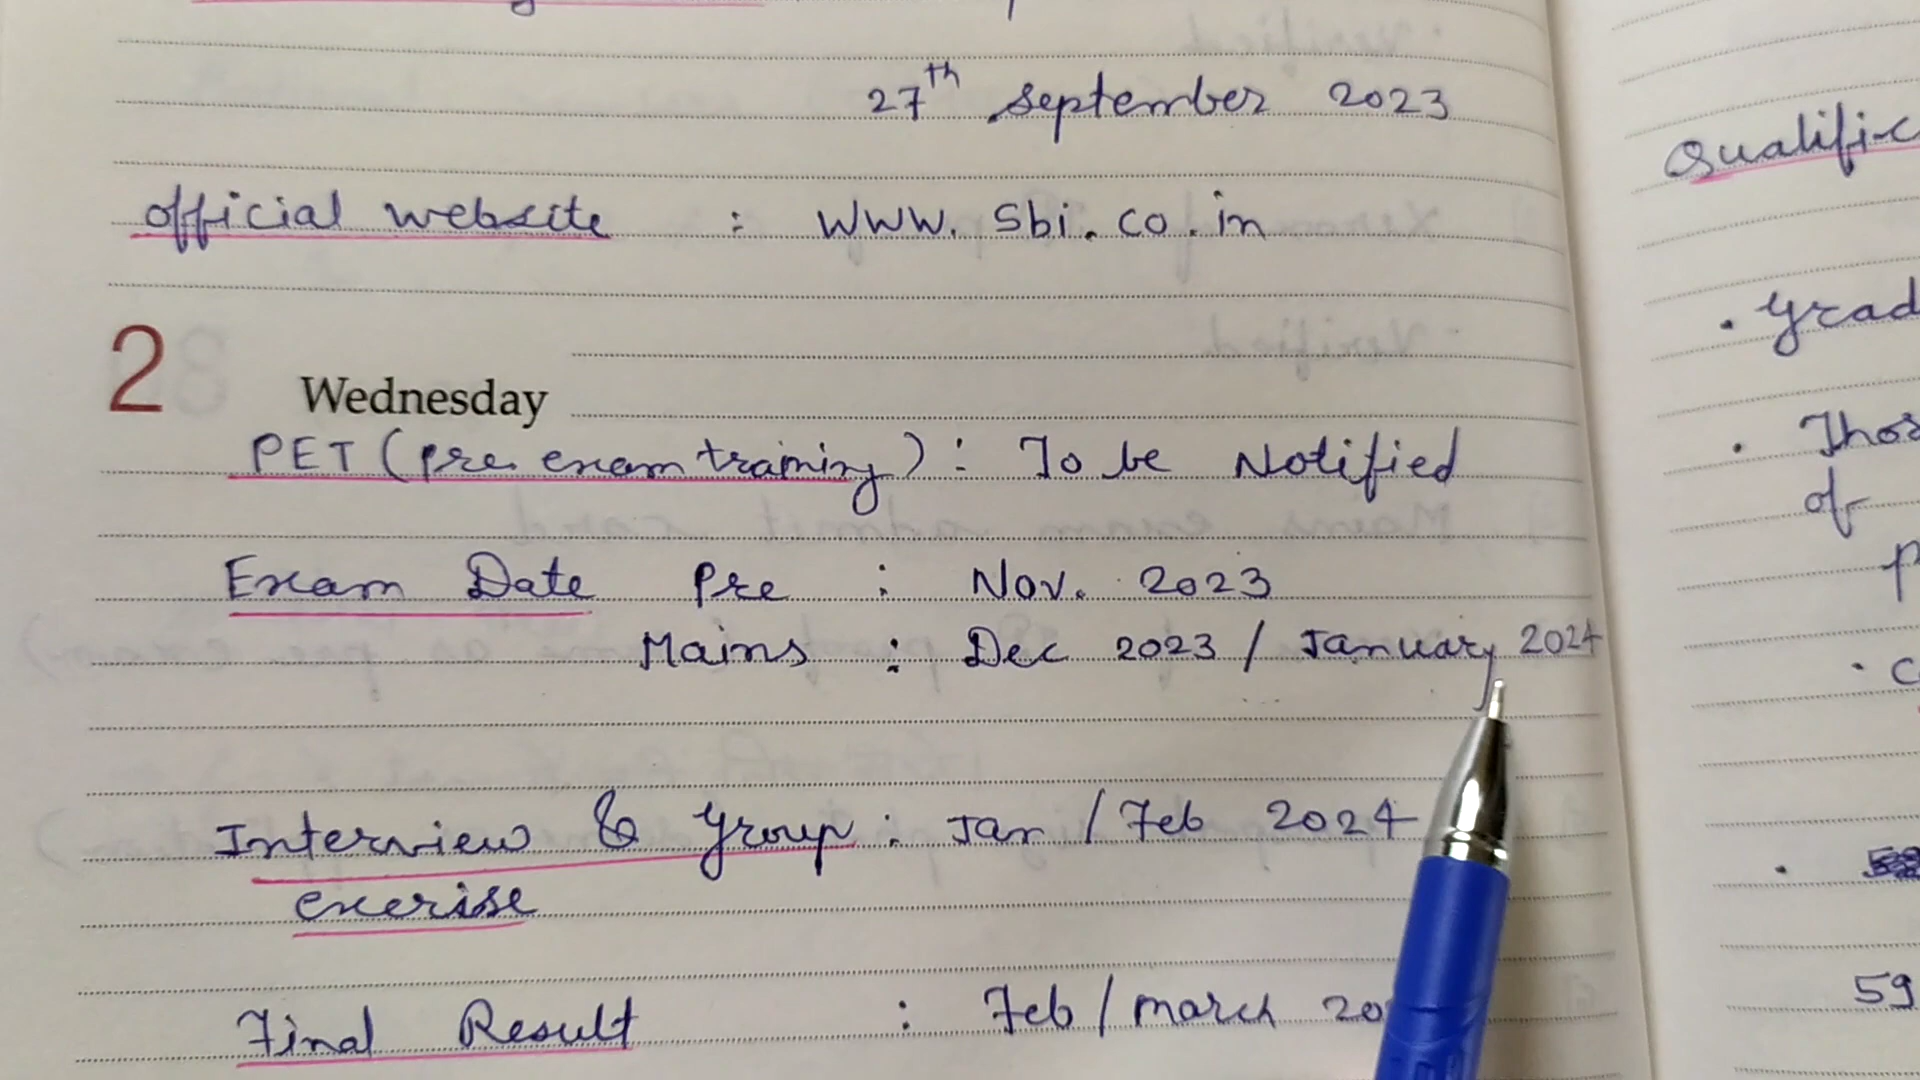 27th September 2023
official website : www.sbi.co.in
2 Wednesday
PET (pre exam training) : To be Notified
Exam Date Pre : Nov. 2023
Mains : Dec 2023 / January 2024
Interview & Group : Jan / Feb 2024
exerise
Final Result : Feb / march 20
Qualific
• Grad
• Thos
of
P
• C
•
59